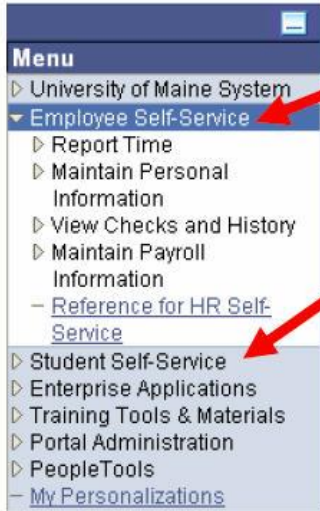 Menu
University of Maine System
Employee Self-Service
Report Time
Maintain Personal
Information
View Checks and History
Maintain Payroll
Information
Reference for HR Self-
Service
Student Self-Service
Enterprise Applications
Training Tools & Materials
Portal Administration
PeopleTools
My Personalizations